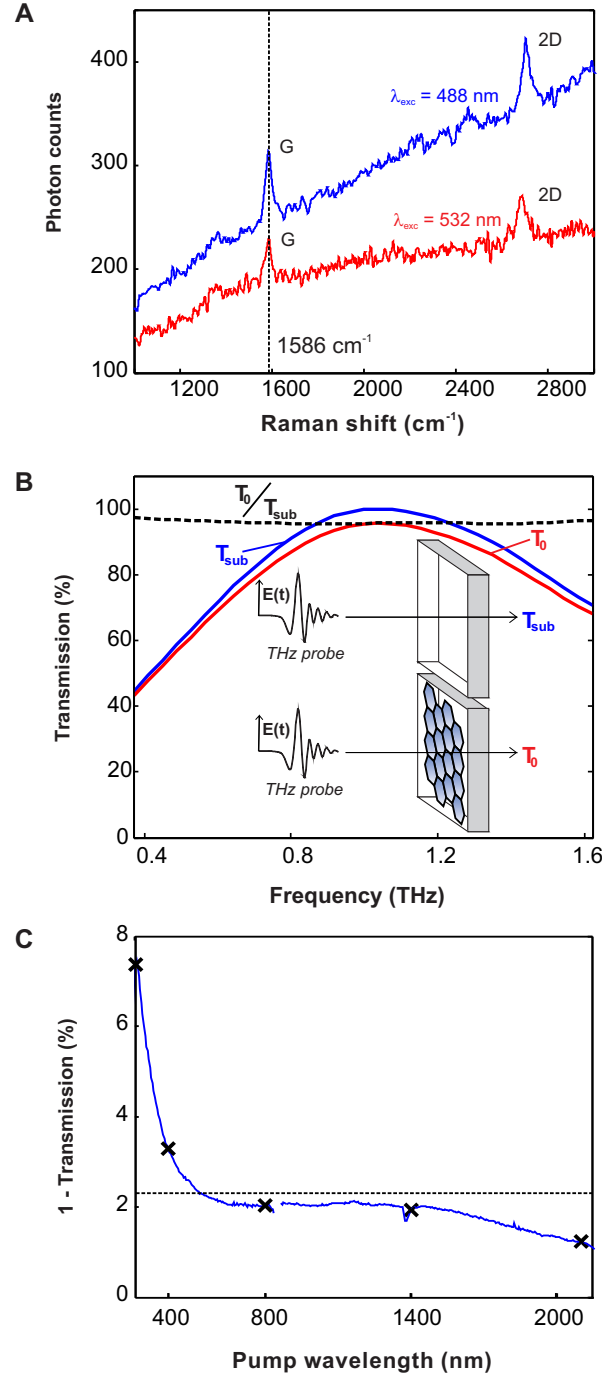 A
400
300
200
100
Photon counts
2D
λexc = 488 nm
G
2D
λexc = 532 nm
G
1586 cm-1
1200
1600
2000
2400
2800
Raman shift (cm-1)
B
100
80
60
40
20
0
Transmission (%)
T0/Tsub
Tsub
T0
E(t)
THz probe
Tsub
E(t)
THz probe
T0
0.4
0.8
1.2
1.6
Frequency (THz)
C
8
6
4
2
0
1 - Transmission (%)
400
800
1400
2000
Pump wavelength (nm)